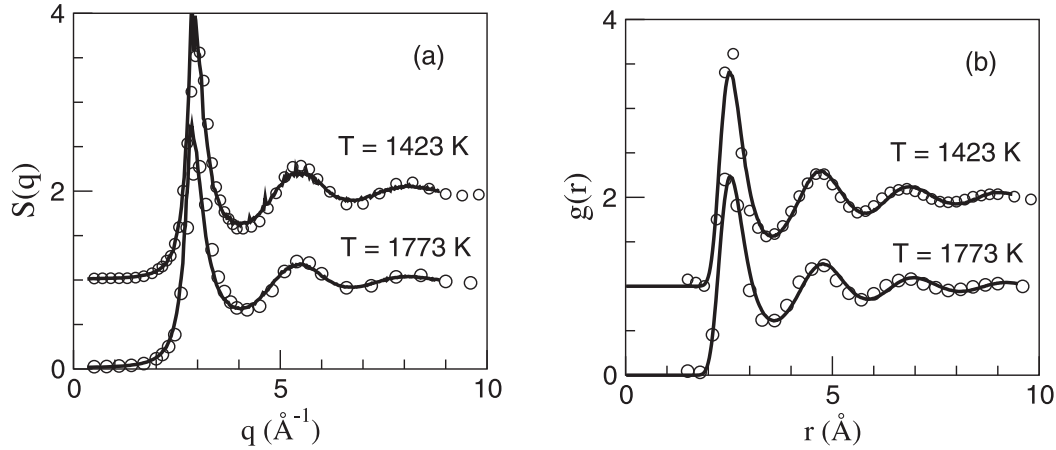 4
2
0
S(q)
(a)
T = 1423 K
T = 1773 K
0
5
10
q (Å⁻¹)
4
2
0
g(r)
(b)
T = 1423 K
T = 1773 K
0
5
10
r (Å)